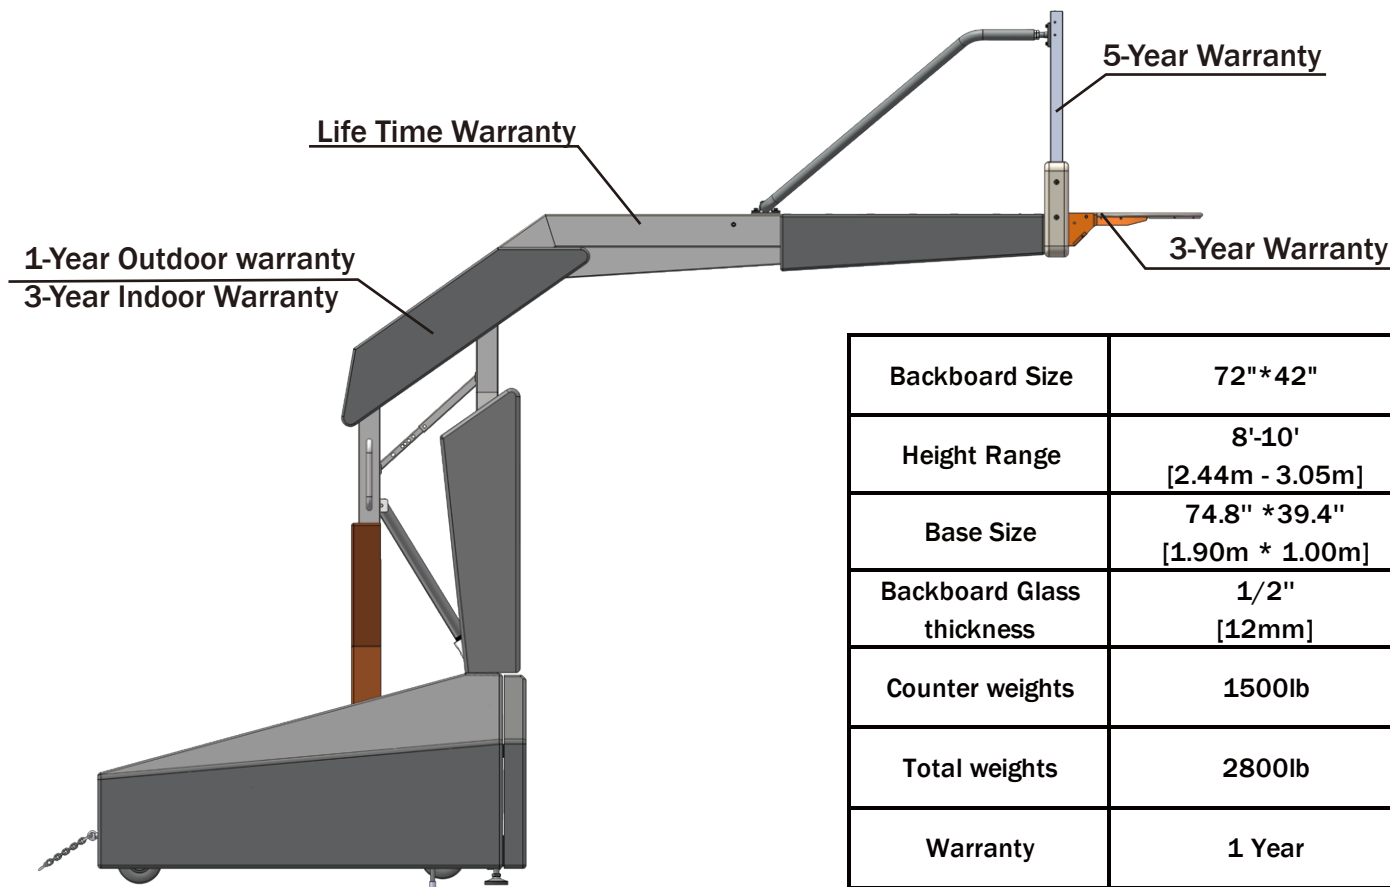 5-Year Warranty
Life Time Warranty
1-Year Outdoor warranty
3-Year Indoor Warranty
3-Year Warranty
Backboard Size
72"*42"
Height Range
8'-10'
[2.44m - 3.05m]
Base Size
74.8" *39.4"
[1.90m * 1.00m]
Backboard Glass
thickness
1/2"
[12mm]
Counter weights
1500lb
Total weights
2800lb
Warranty
1 Year